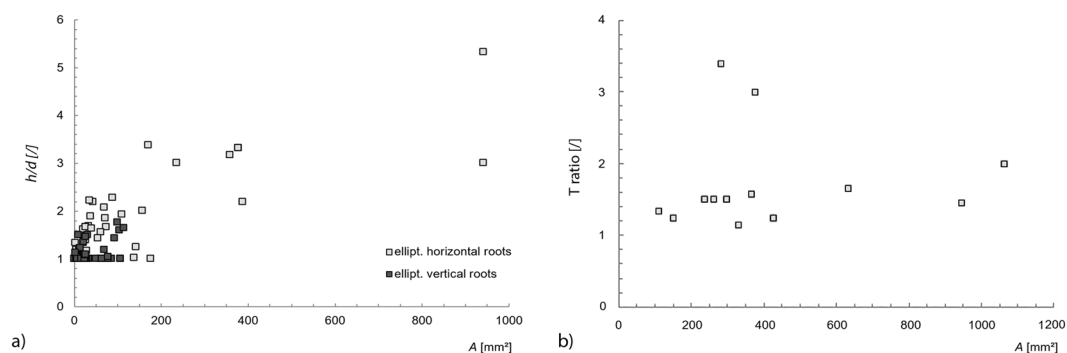 6
5
4
3
2
1
0
h/d [/]
0 200 400 600 800 1000
A [mm²]
ellipt. horizontal roots
ellipt. vertical roots
a)
4
3
2
1
0
T ratio [/]
0 200 400 600 800 1000 1200
A [mm²]
b)